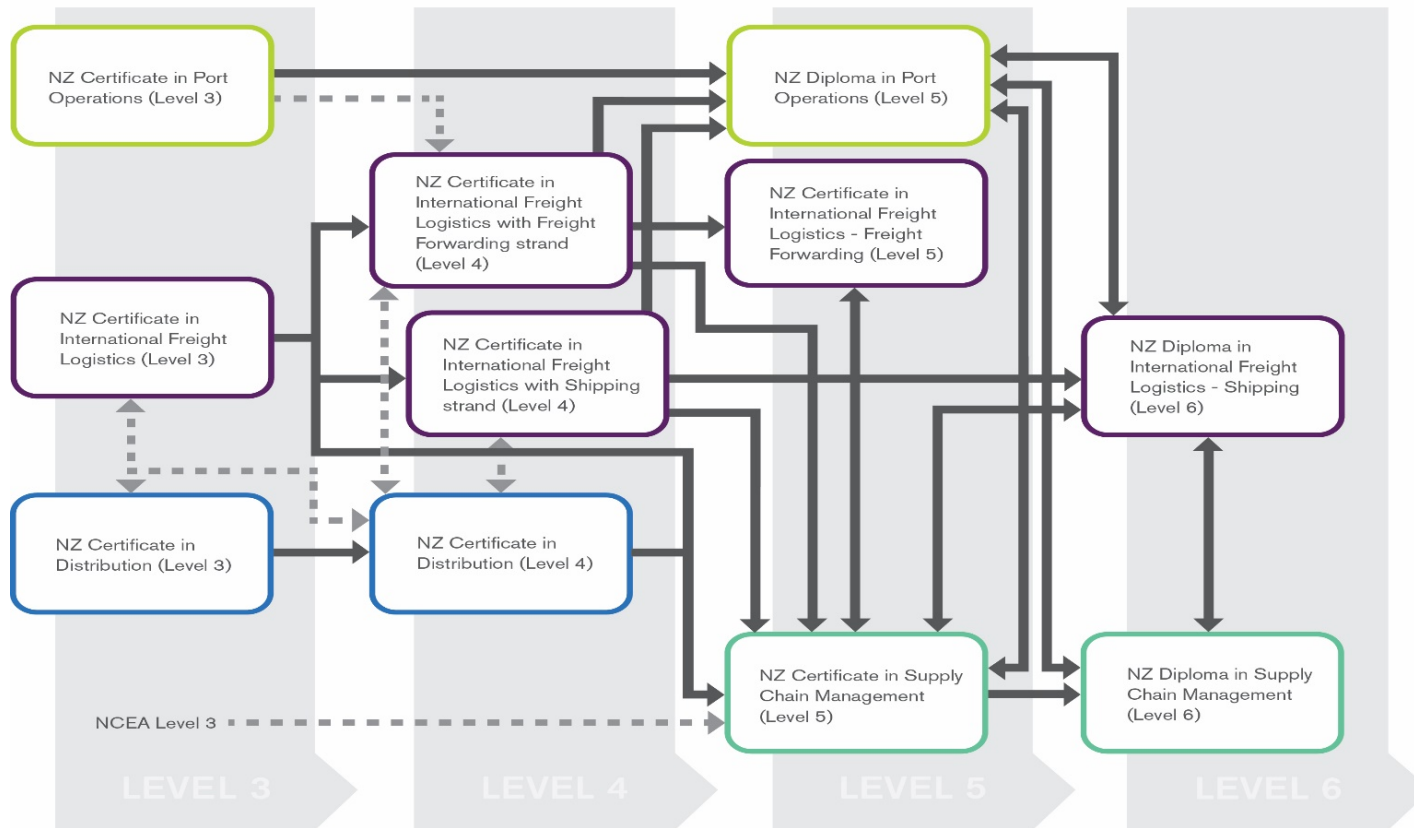 NZ Certificate in Port
Operations (Level 3)
NZ Diploma in Port
Operations (Level 5)
NZ Certificate in
International Freight
Logistics with Freight
Forwarding strand
(Level 4)
NZ Certificate in
International Freight
Logistics - Freight
Forwarding (Level 5)
NZ Certificate in
International Freight
Logistics (Level 3)
NZ Certificate in
International Freight
Logistics with Shipping
strand (Level 4)
NZ Diploma in
International Freight
Logistics - Shipping
(Level 6)
NZ Certificate in
Distribution (Level 3)
NZ Certificate in
Distribution (Level 4)
NZ Certificate in Supply
Chain Management
(Level 5)
NZ Diploma in Supply
Chain Management
(Level 6)
NCEA Level 3
LEVEL 3
LEVEL 4
LEVEL 5
LEVEL 6